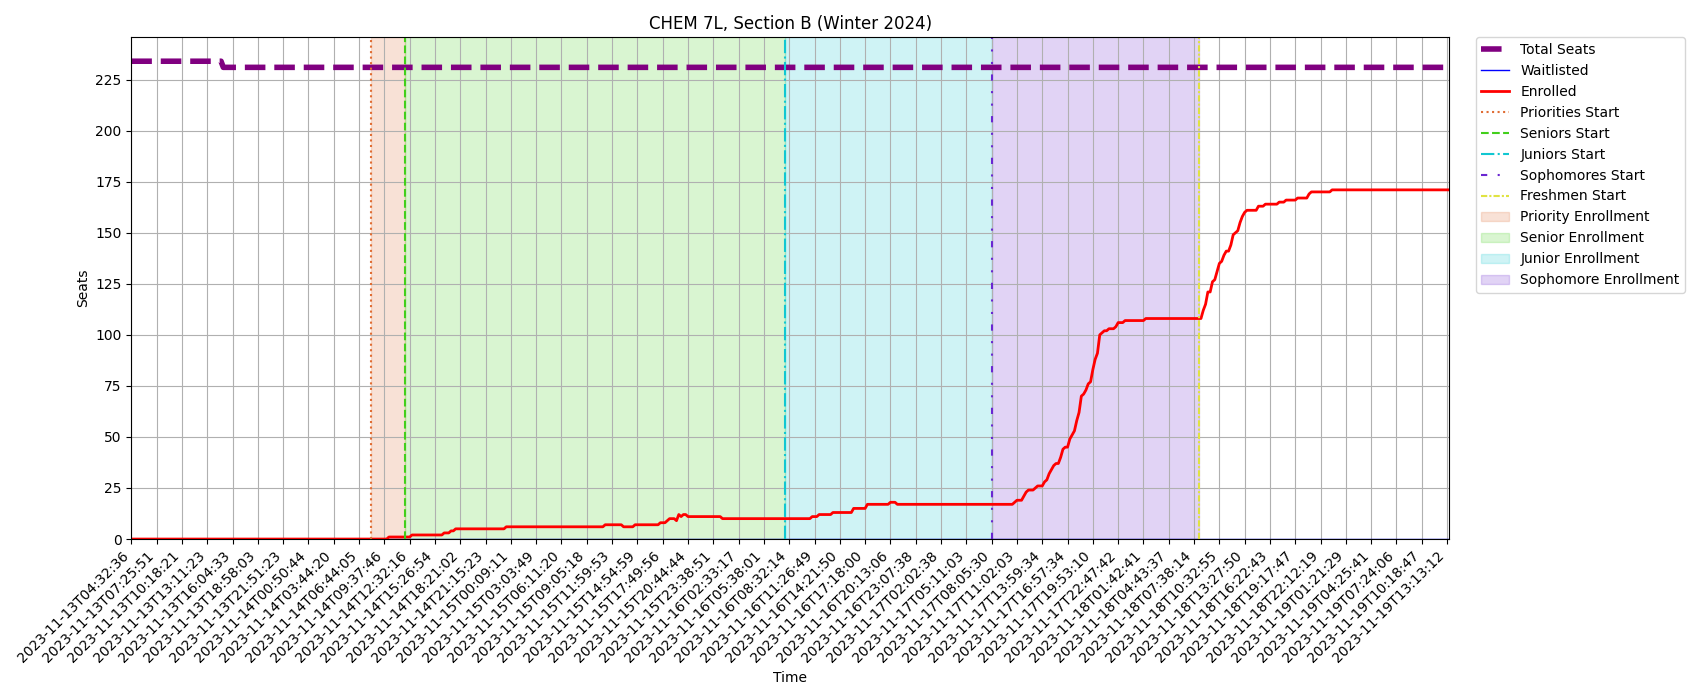 CHEM 7L, Section B (Winter 2024)
Seats
225
200
175
150
125
100
75
50
25
0
2023-11-13T04:32:36
2023-11-13T07:25:51
2023-11-13T10:18:21
2023-11-13T13:11:23
2023-11-13T16:04:33
2023-11-13T18:58:03
2023-11-13T21:51:23
2023-11-14T00:50:44
2023-11-14T03:44:20
2023-11-14T06:44:05
2023-11-14T09:37:46
2023-11-14T12:32:16
2023-11-14T15:26:54
2023-11-14T18:21:02
2023-11-14T21:15:23
2023-11-15T00:09:11
2023-11-15T03:03:49
2023-11-15T06:11:20
2023-11-15T09:05:18
2023-11-15T11:59:53
2023-11-15T14:54:59
2023-11-15T17:49:56
2023-11-15T20:44:44
2023-11-15T23:38:51
2023-11-16T02:33:17
2023-11-16T05:38:01
2023-11-16T08:32:14
2023-11-16T11:26:49
2023-11-16T14:21:50
2023-11-16T17:18:00
2023-11-16T20:13:06
2023-11-16T23:07:38
2023-11-17T02:02:38
2023-11-17T05:11:03
2023-11-17T08:05:30
2023-11-17T11:02:03
2023-11-17T13:59:34
2023-11-17T16:57:34
2023-11-17T19:53:10
2023-11-17T22:47:42
2023-11-18T01:42:41
2023-11-18T04:43:37
2023-11-18T07:38:14
2023-11-18T10:32:55
2023-11-18T13:27:50
2023-11-18T16:22:43
2023-11-18T19:17:47
2023-11-18T22:12:19
2023-11-19T01:21:29
2023-11-19T04:25:41
2023-11-19T07:24:06
2023-11-19T10:18:47
2023-11-19T13:13:12
Time
Total Seats
Waitlisted
Enrolled
Priorities Start
Seniors Start
Juniors Start
Sophomores Start
Freshmen Start
Priority Enrollment
Senior Enrollment
Junior Enrollment
Sophomore Enrollment